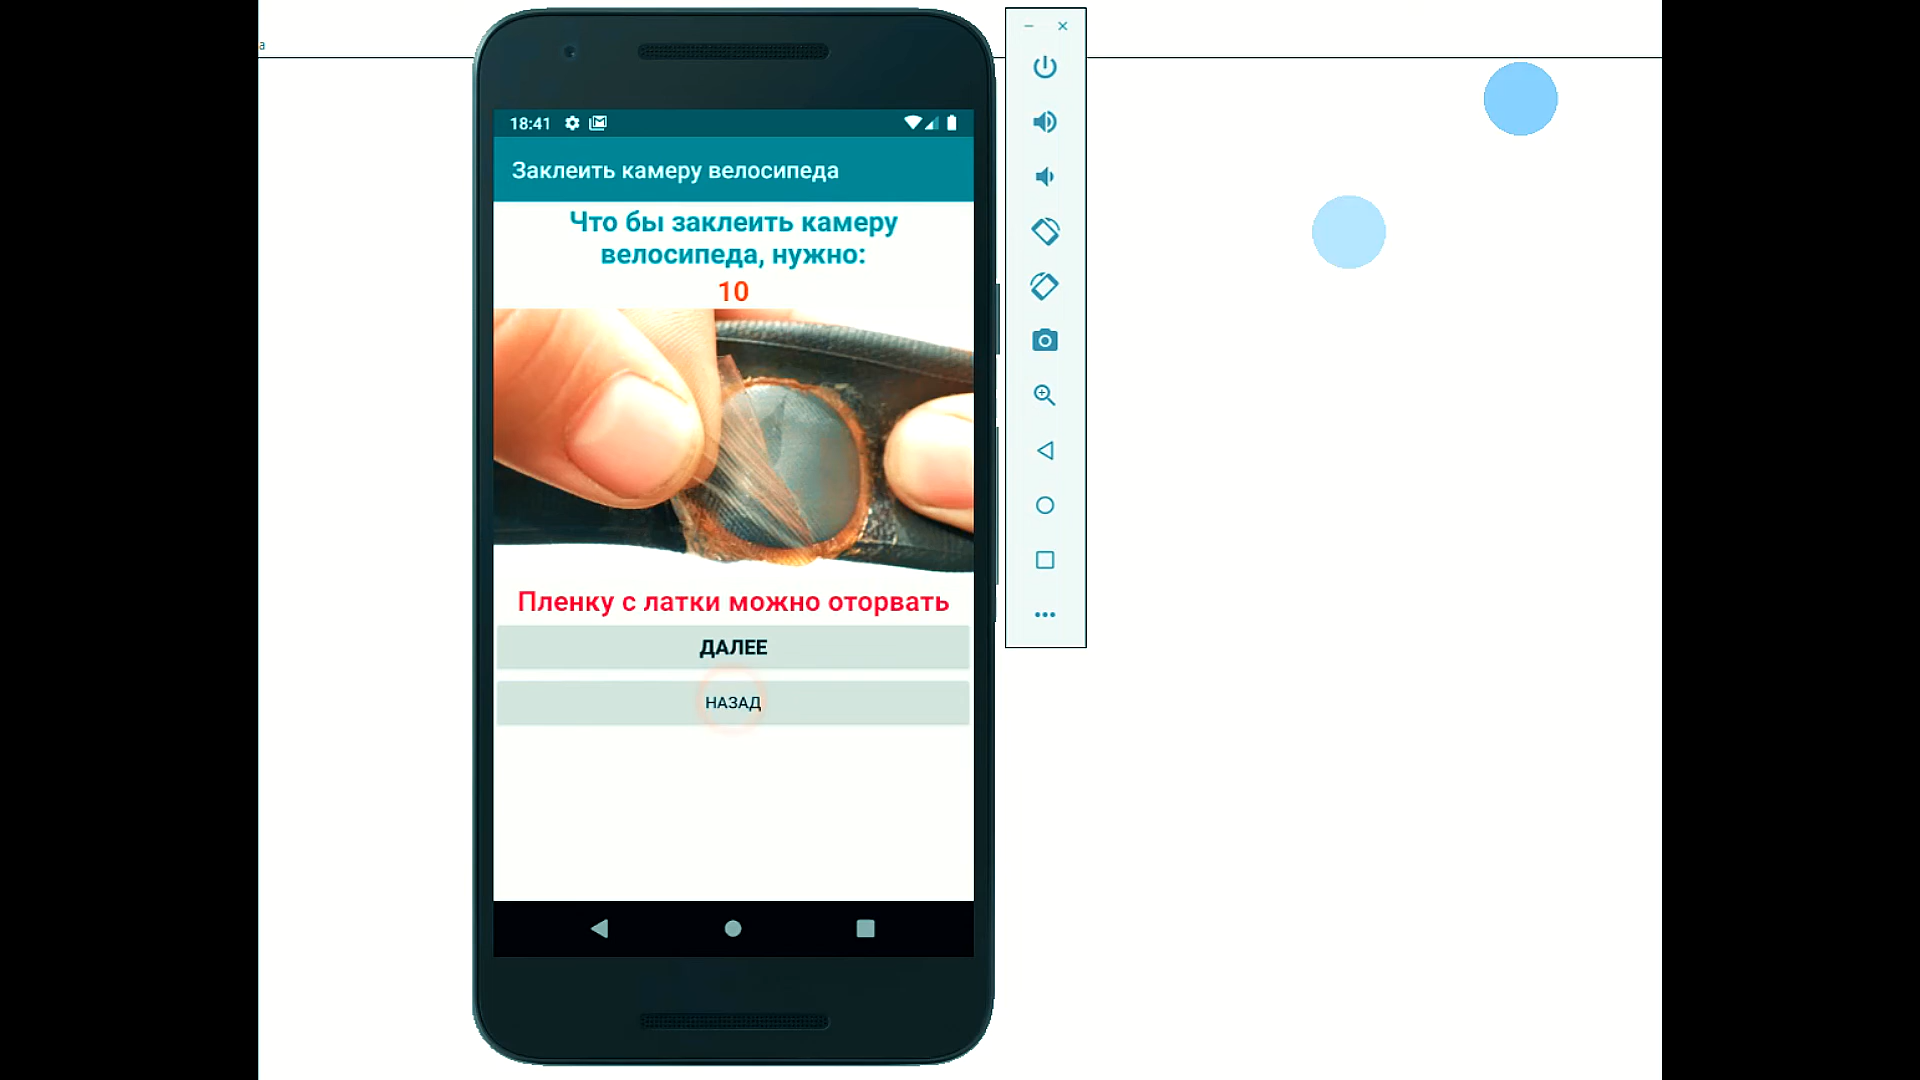 а
18:41
Заклеить камеру велосипеда
Что бы заклеить камеру
велосипеда, нужно:
10
Пленку с латки можно оторвать
ДАЛЕЕ
НАЗАД